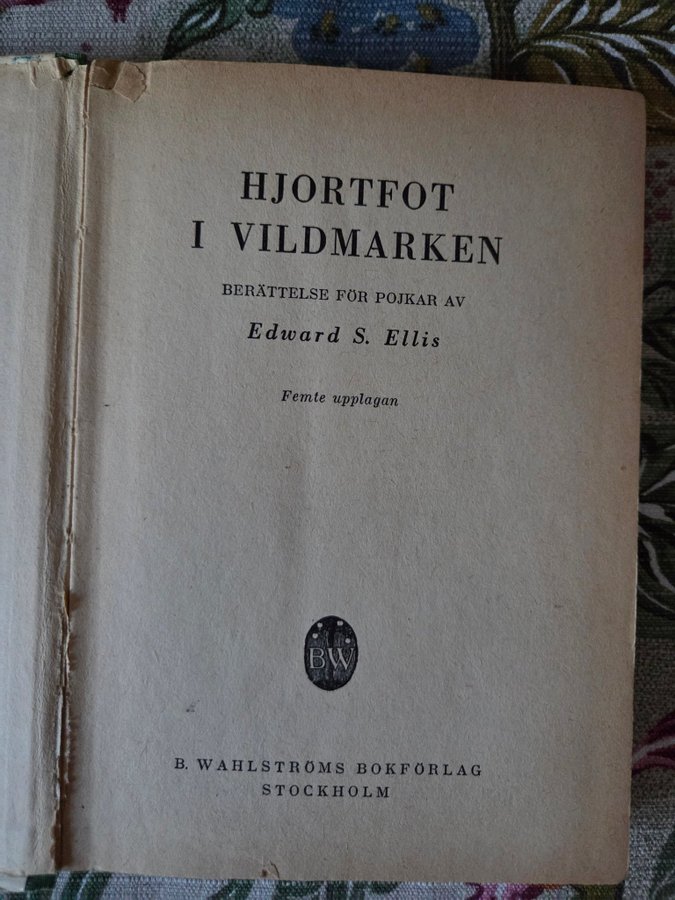 HJORTFOT
I VILDMARKEN
BERÄTTELSE FÖR POJKAR AV
Edward S. Ellis
Femte upplagan
BW
B. WAHLSTRÖMS BOKFÖRLAG
STOCKHOLM